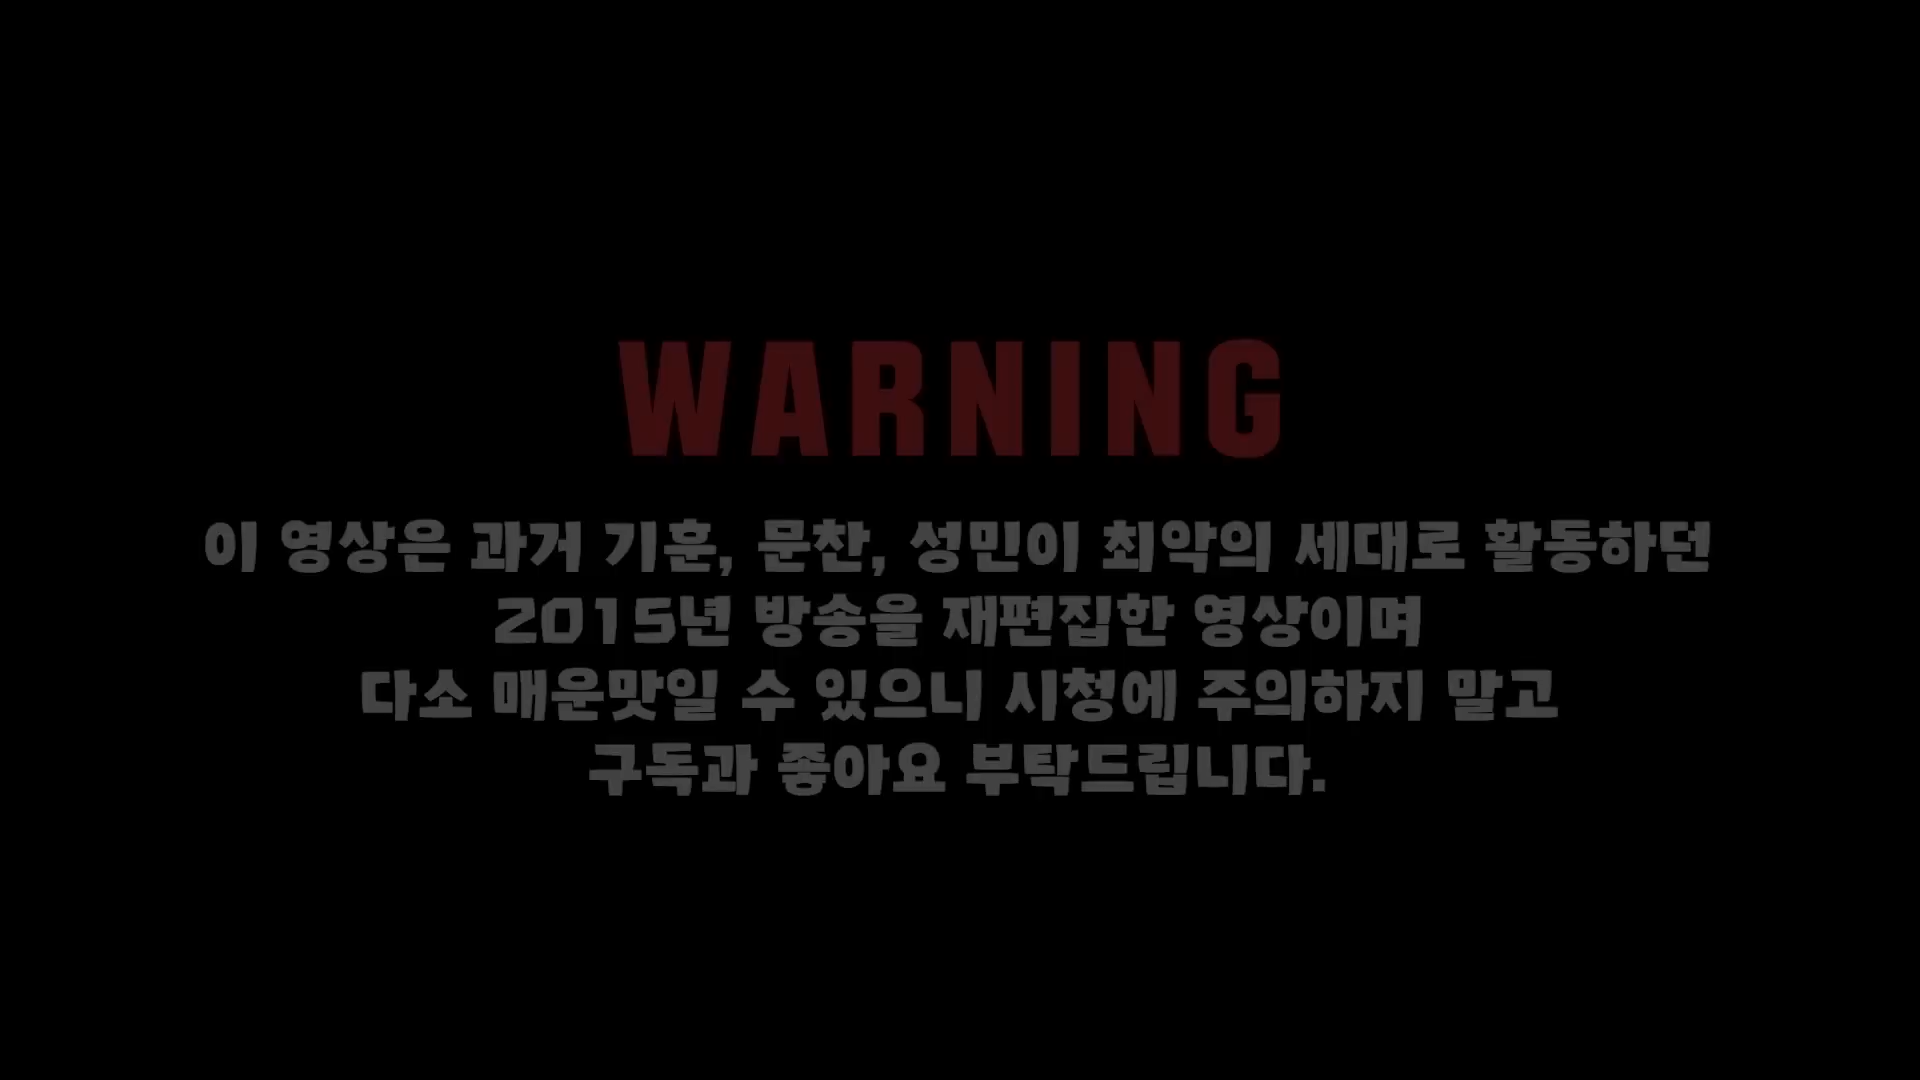 WARNING
이 영상은 과거 기훈, 문찬, 성민이 최악의 세대로 활동하던
2015년 방송을 재편집한 영상이며
다소 매운맛일 수 있으니 시청에 주의하지 말고
구독과 좋아요 부탁드립니다.